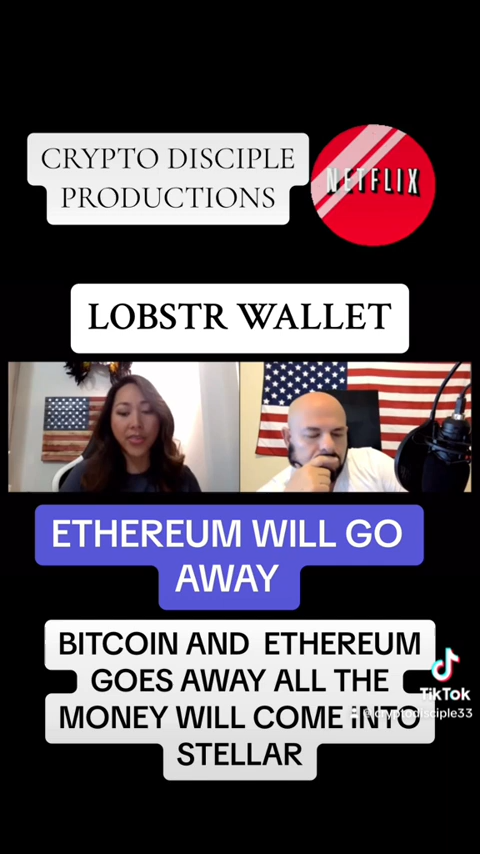 CRYPTO DISCIPLE
PRODUCTIONS
NETFLIX
LOBSTR WALLET
ETHEREUM WILL GO
AWAY
BITCOIN AND ETHEREUM
GOES AWAY ALL THE
MONEY WILL COME INTO
STELLAR
TikTok
@cryptodisciple33